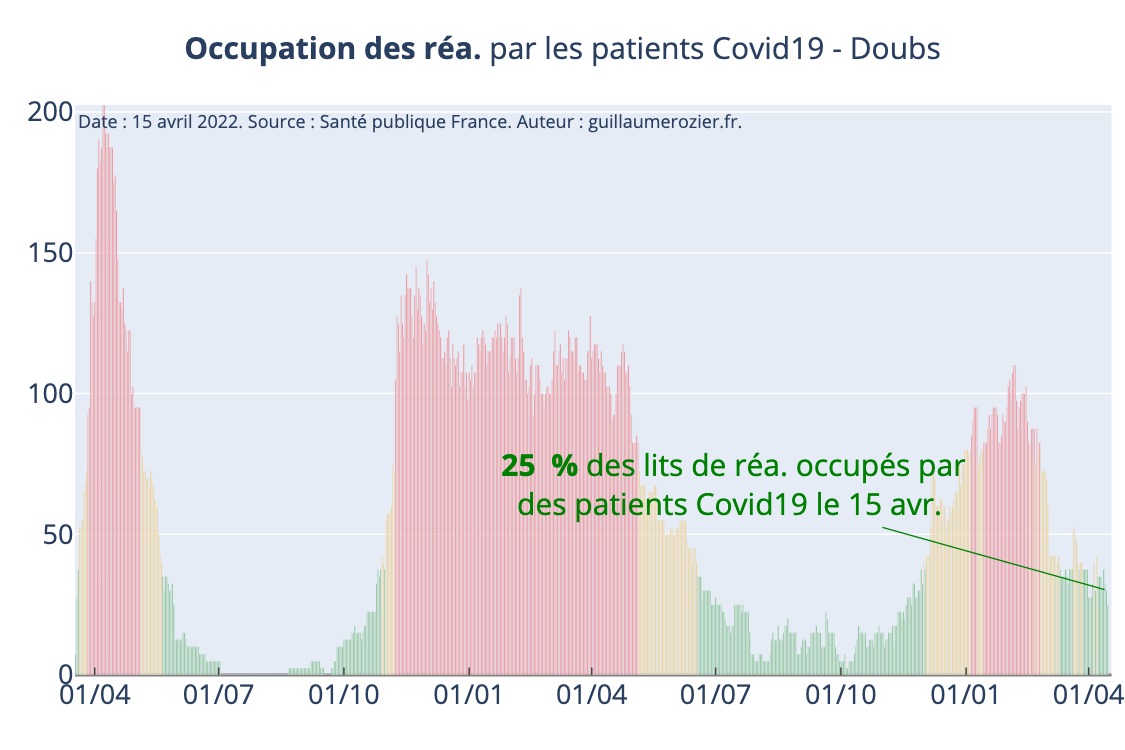 Occupation des réa. par les patients Covid19 - Doubs
200
Date : 15 avril 2022. Source : Santé publique France. Auteur : guillaumerozier.fr.
150
100
25 % des lits de réa. occupés par
des patients Covid19 le 15 avr.
50
0
01/04 01/07 01/10 01/01 01/04 01/07 01/10 01/01 01/04